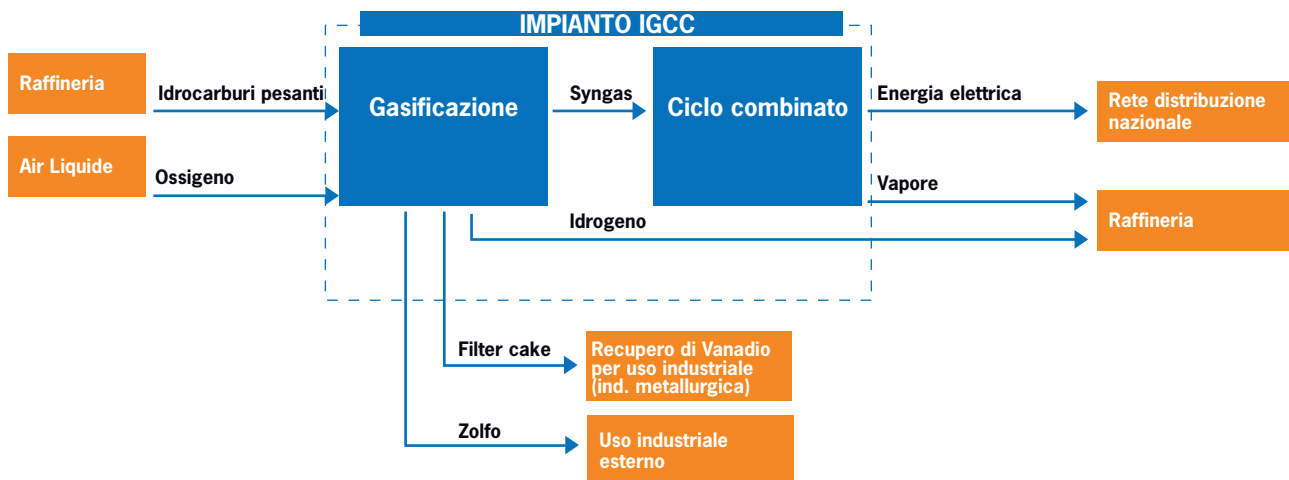 IMPIANTO IGCC
Raffineria
Idrocarburi pesanti
Gasificazione
Syngas
Ciclo combinato
Energia elettrica
Rete distribuzione
nazionale
Air Liquide
Ossigeno
Vapore
Idrogeno
Raffineria
Filter cake
Recupero di Vanadio
per uso industriale
(ind. metallurgica)
Zolfo
Uso industriale
esterno